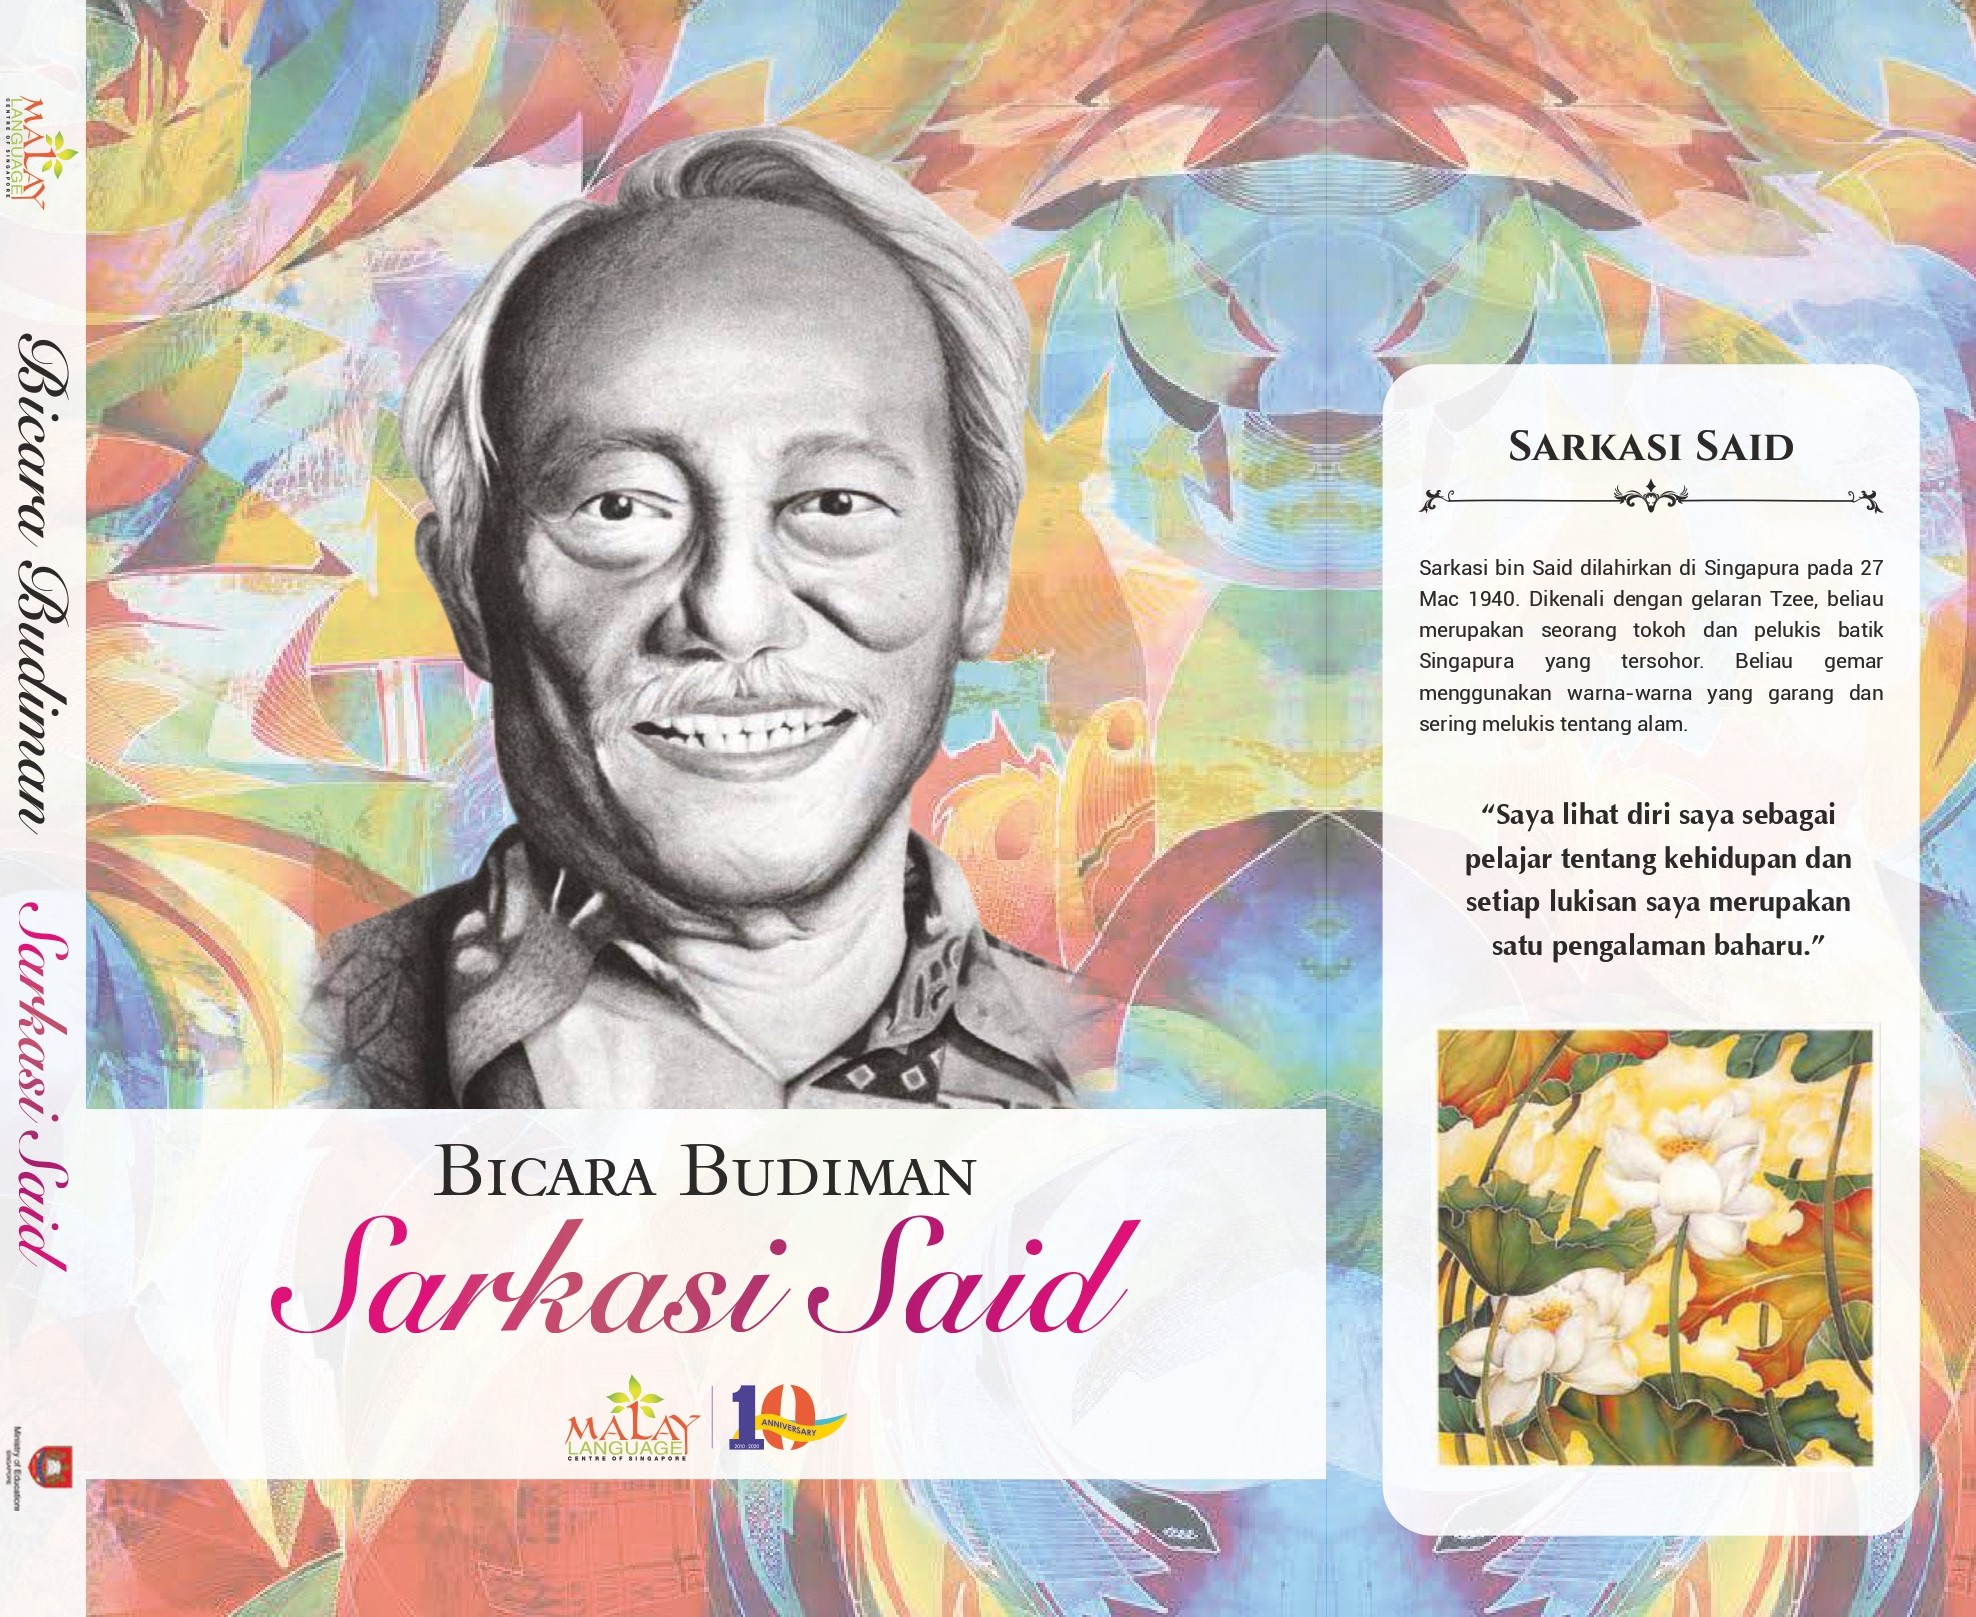 MALAY
LANGUAGE
CENTRE OF SINGAPORE
Bicara Budiman Sarkasi Said
Ministry of Education
SINGAPORE
BICARA BUDIMAN
Sarkasi Said
MALAY
LANGUAGE
CENTRE OF SINGAPORE
10
ANNIVERSARY
2010 - 2020
SARKASI SAID
Sarkasi bin Said dilahirkan di Singapura pada 27
Mac 1940. Dikenali dengan gelaran Tzee, beliau
merupakan seorang tokoh dan pelukis batik
Singapura yang tersohor. Beliau gemar
menggunakan warna-warna yang garang dan
sering melukis tentang alam.
“Saya lihat diri saya sebagai
pelajar tentang kehidupan dan
setiap lukisan saya merupakan
satu pengalaman baharu.”